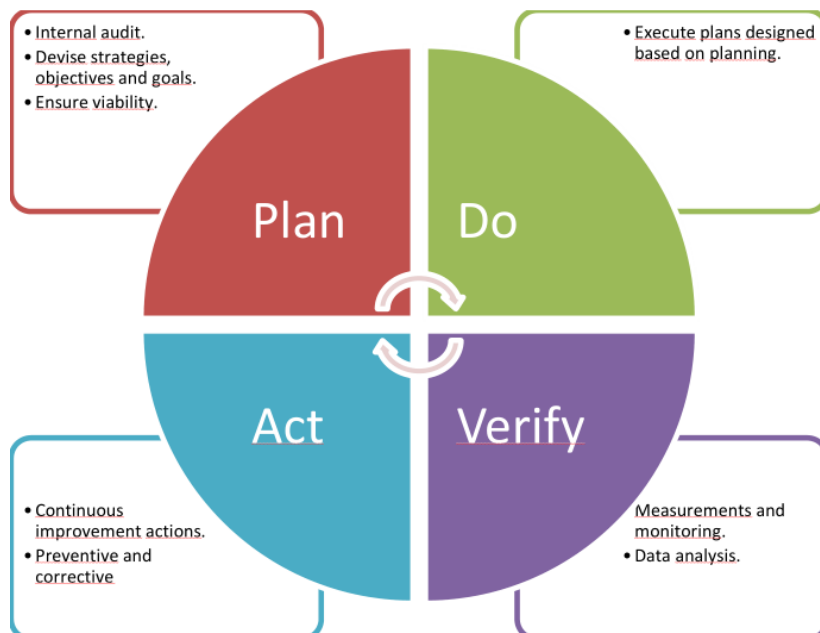 • Internal audit.
• Devise strategies,
objectives and goals.
• Ensure viability.
• Execute plans designed
based on planning.
Plan
Do
Act
Verify
• Continuous
improvement actions.
• Preventive and
corrective
Measurements and
monitoring.
• Data analysis.